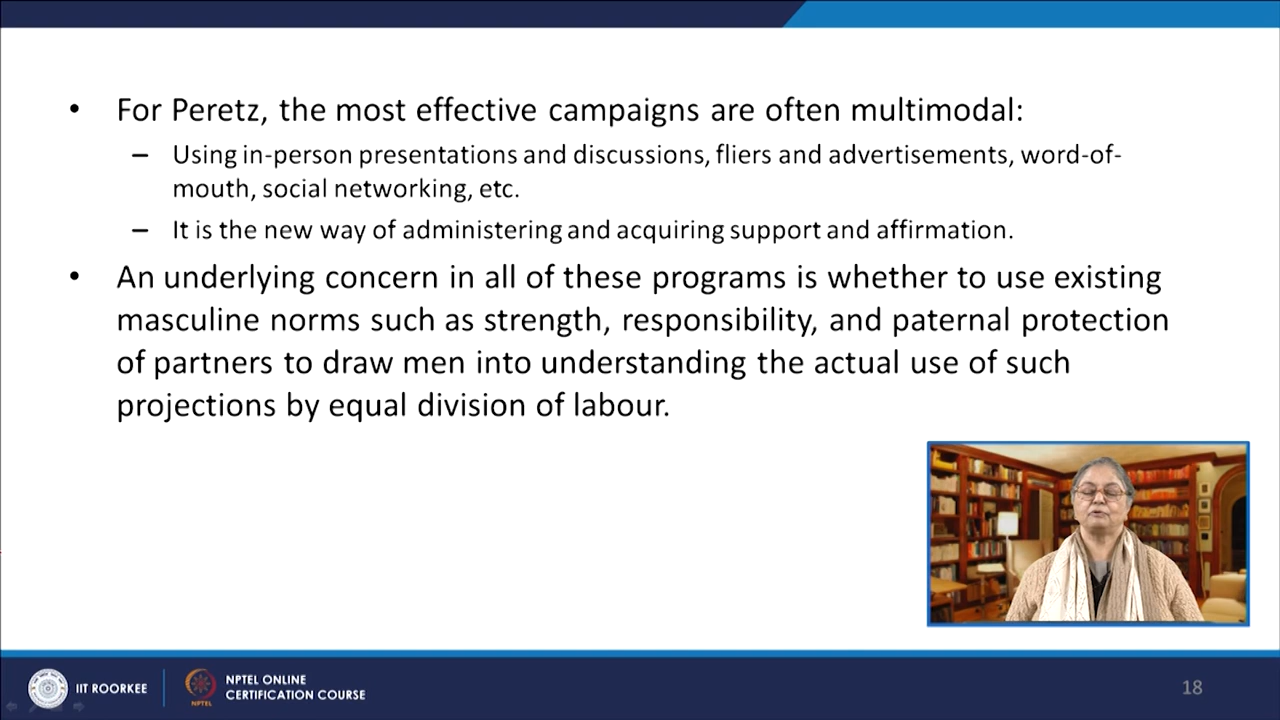 • For Peretz, the most effective campaigns are often multimodal:
– Using in-person presentations and discussions, fliers and advertisements, word-of-
mouth, social networking, etc.
– It is the new way of administering and acquiring support and affirmation.
• An underlying concern in all of these programs is whether to use existing
masculine norms such as strength, responsibility, and paternal protection
of partners to draw men into understanding the actual use of such
projections by equal division of labour.
IIT ROORKEE
NPTEL
NPTEL ONLINE
CERTIFICATION COURSE
18